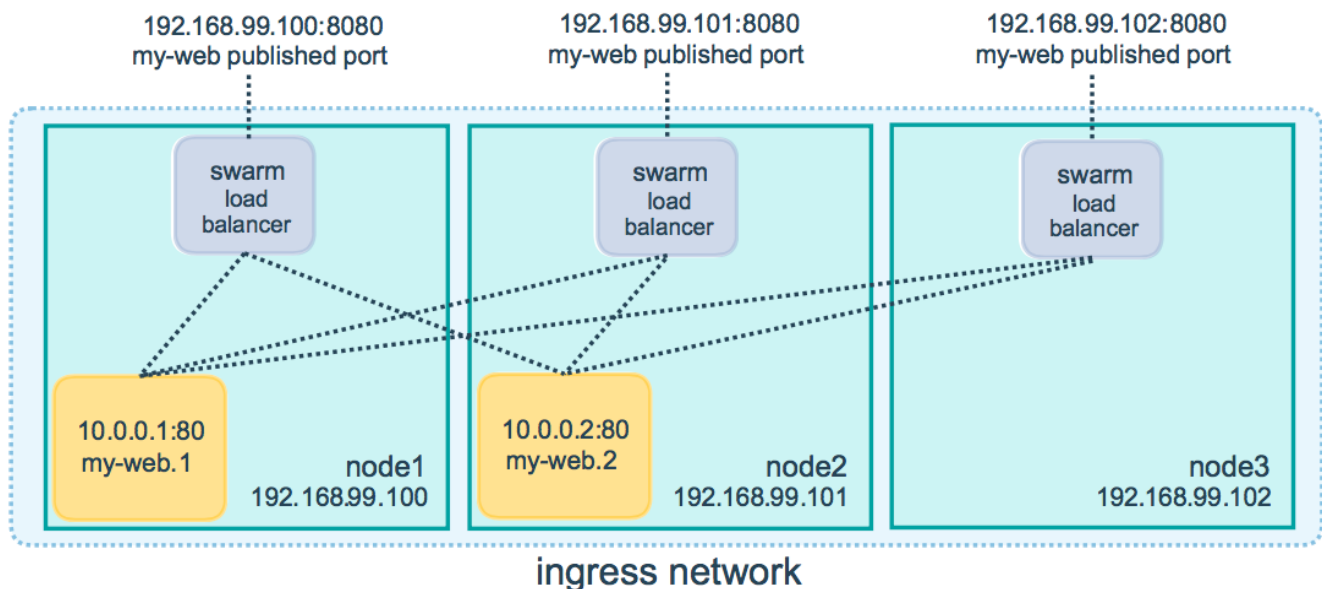 192.168.99.100:8080
my-web published port
192.168.99.101:8080
my-web published port
192.168.99.102:8080
my-web published port
swarm
load
balancer
swarm
load
balancer
swarm
load
balancer
10.0.0.1:80
my-web.1
node1
192.168.99.100
10.0.0.2:80
my-web.2
node2
192.168.99.101
node3
192.168.99.102
ingress network